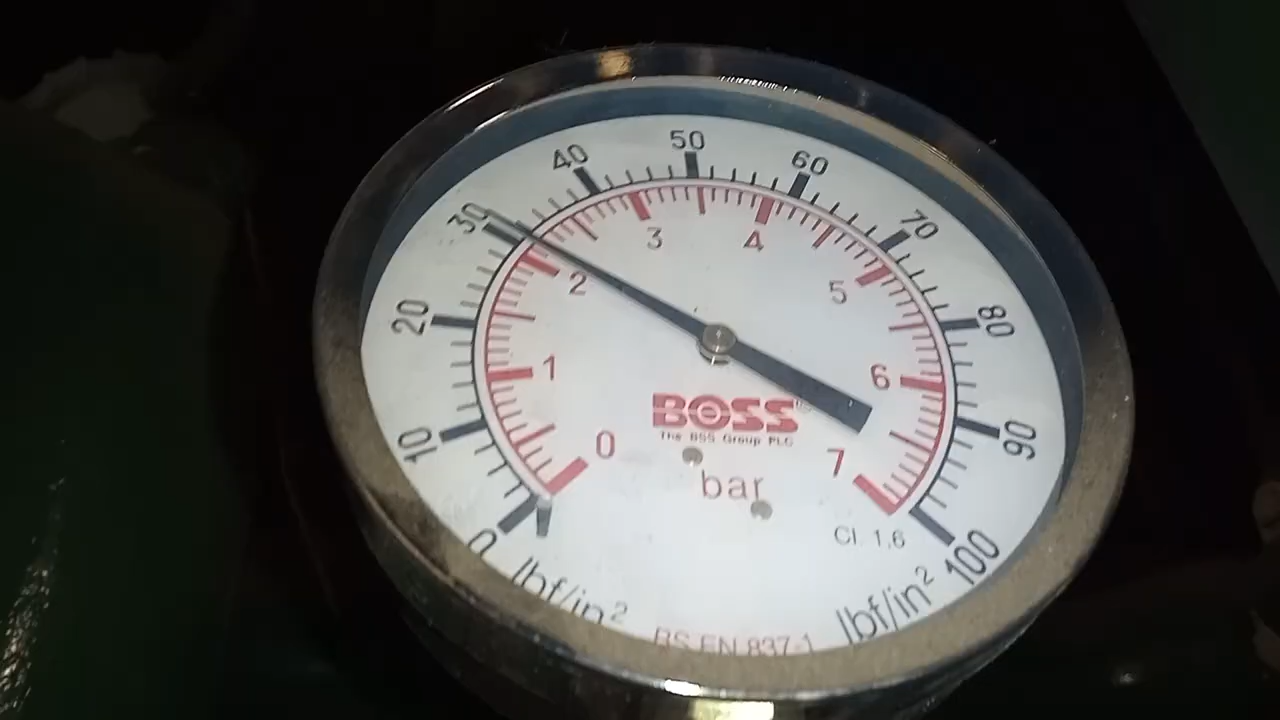 0 10 20 30 40 50 60 70 80 90 100
0 1 2 3 4 5 6 7
BOSS
The BSS Group PLC
bar
Cl. 1,6
lbf/in² lbf/in²
BS EN 837-1